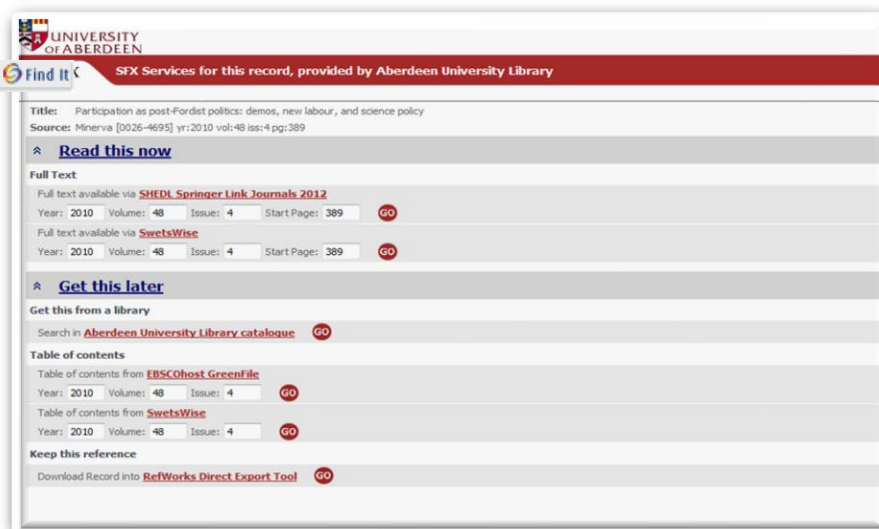 UNIVERSITY
OF ABERDEEN
Find It
SFX Services for this record, provided by Aberdeen University Library
Title: Participation as post-Fordist politics: demos, new labour, and science policy
Source: Minerva [0026-4695] yr:2010 vol:48 iss:4 pg:389
Read this now
Full Text
Full text available via SHEDL Springer Link Journals 2012
Year: 2010 Volume: 48 Issue: 4 Start Page: 389 GO
Full text available via SwetsWise
Year: 2010 Volume: 48 Issue: 4 Start Page: 389 GO
Get this later
Get this from a library
Search in Aberdeen University Library catalogue GO
Table of contents
Table of contents from EBSCOhost GreenFile
Year: 2010 Volume: 48 Issue: 4 GO
Table of contents from SwetsWise
Year: 2010 Volume: 48 Issue: 4 GO
Keep this reference
Download Record into RefWorks Direct Export Tool GO